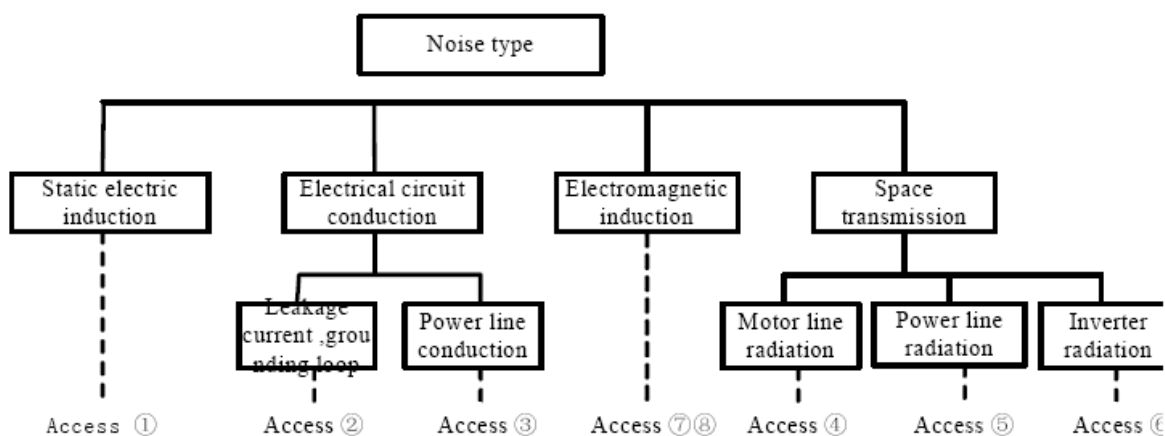 Noise type
Static electric
induction
Electrical circuit
conduction
Electromagnetic
induction
Space
transmission
Leakage
current ,grou
nding loop
Power line
conduction
Motor line
radiation
Power line
radiation
Inverter
radiation
Access ①
Access ②
Access ③
Access ⑦⑧
Access ④
Access ⑤
Access ⑥